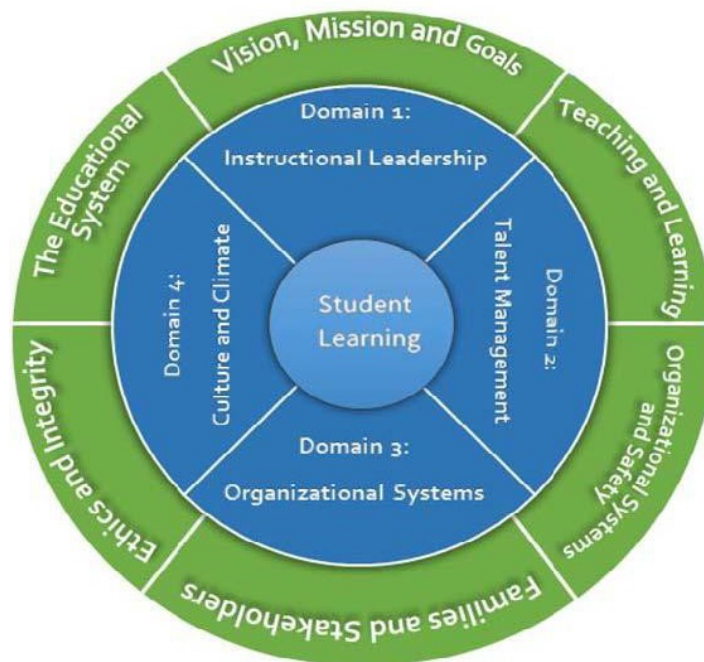 Vision, Mission and Goals
Teaching and Learning
Organizational Systems
and Safety
Families and Stakeholders
Ethics and Integrity
The Educational
System
Domain 1:
Instructional Leadership
Domain 2:
Talent Management
Domain 3:
Organizational Systems
Domain 4:
Culture and Climate
Student
Learning